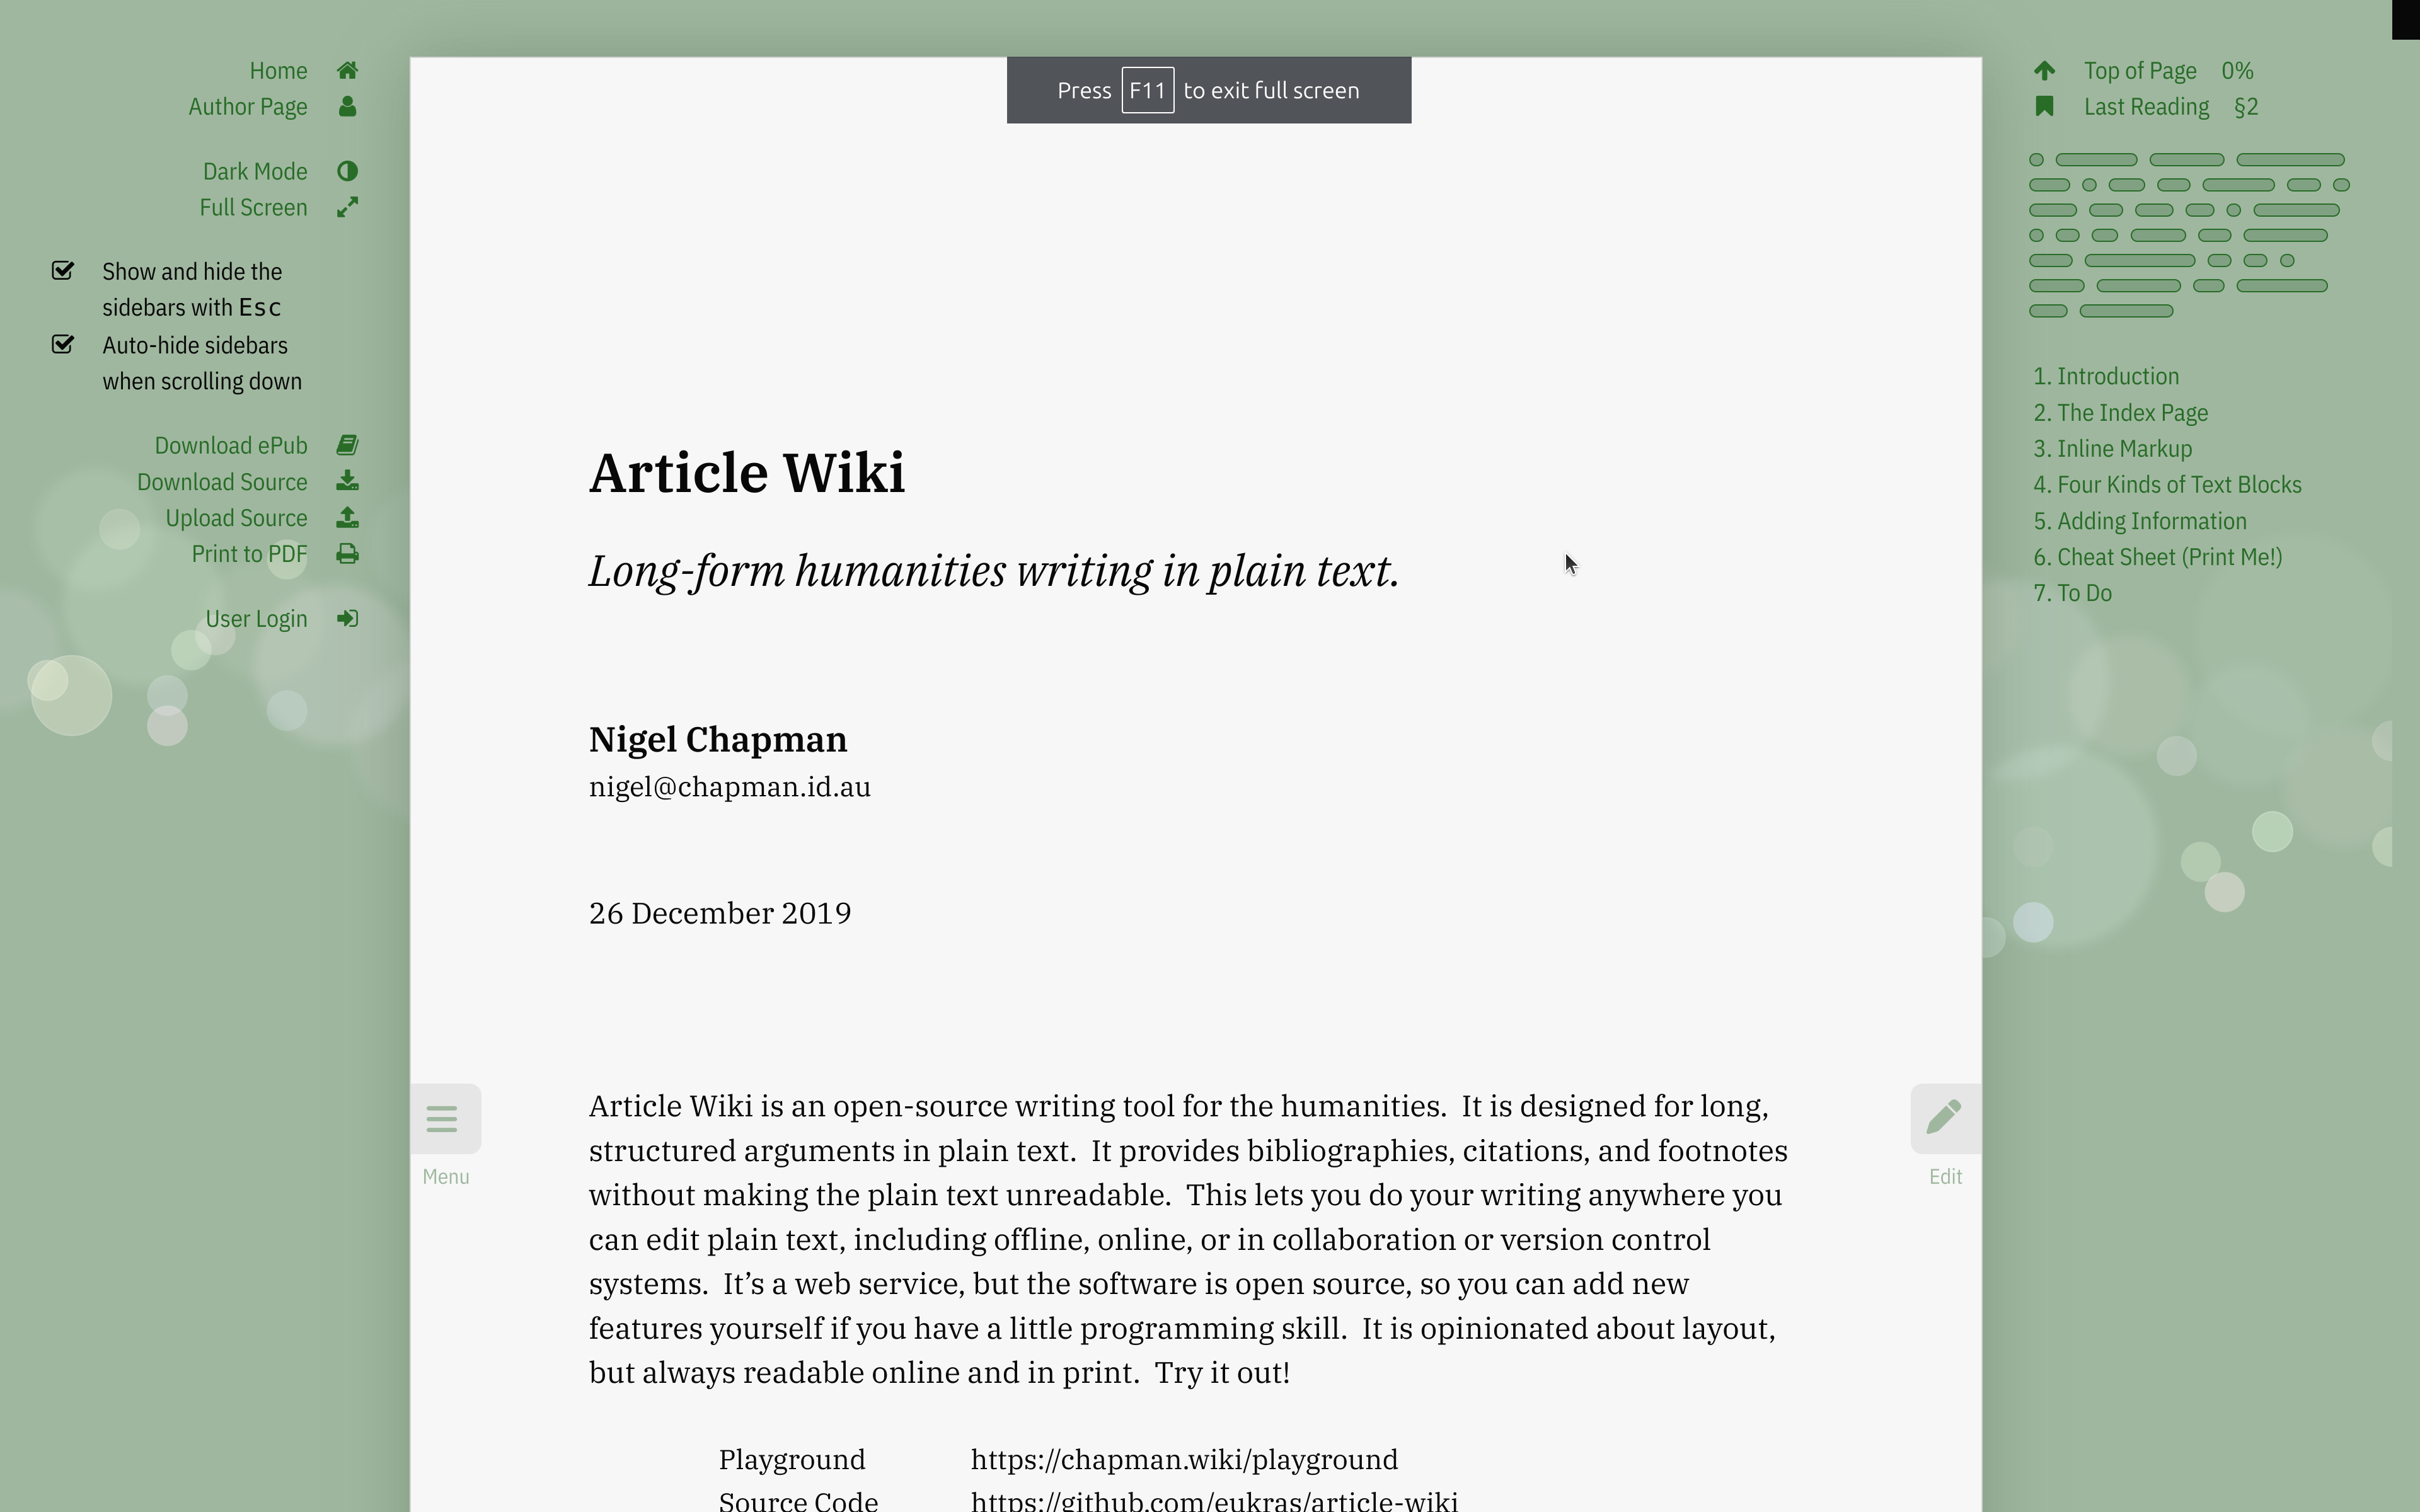 Home
Author Page
Dark Mode
Full Screen
Show and hide the
sidebars with Esc
Auto-hide sidebars
when scrolling down
Download ePub
Download Source
Upload Source
Print to PDF
User Login
Press F11 to exit full screen
Article Wiki
Long-form humanities writing in plain text.
Nigel Chapman
nigel@chapman.id.au
26 December 2019
Article Wiki is an open-source writing tool for the humanities. It is designed for long,
structured arguments in plain text. It provides bibliographies, citations, and footnotes
without making the plain text unreadable. This lets you do your writing anywhere you
can edit plain text, including offline, online, or in collaboration or version control
systems. It’s a web service, but the software is open source, so you can add new
features yourself if you have a little programming skill. It is opinionated about layout,
but always readable online and in print. Try it out!
Playground https://chapman.wiki/playground
Source Code https://github.com/eukras/article-wiki
Menu
Edit
Top of Page 0%
Last Reading §2
1. Introduction
2. The Index Page
3. Inline Markup
4. Four Kinds of Text Blocks
5. Adding Information
6. Cheat Sheet (Print Me!)
7. To Do